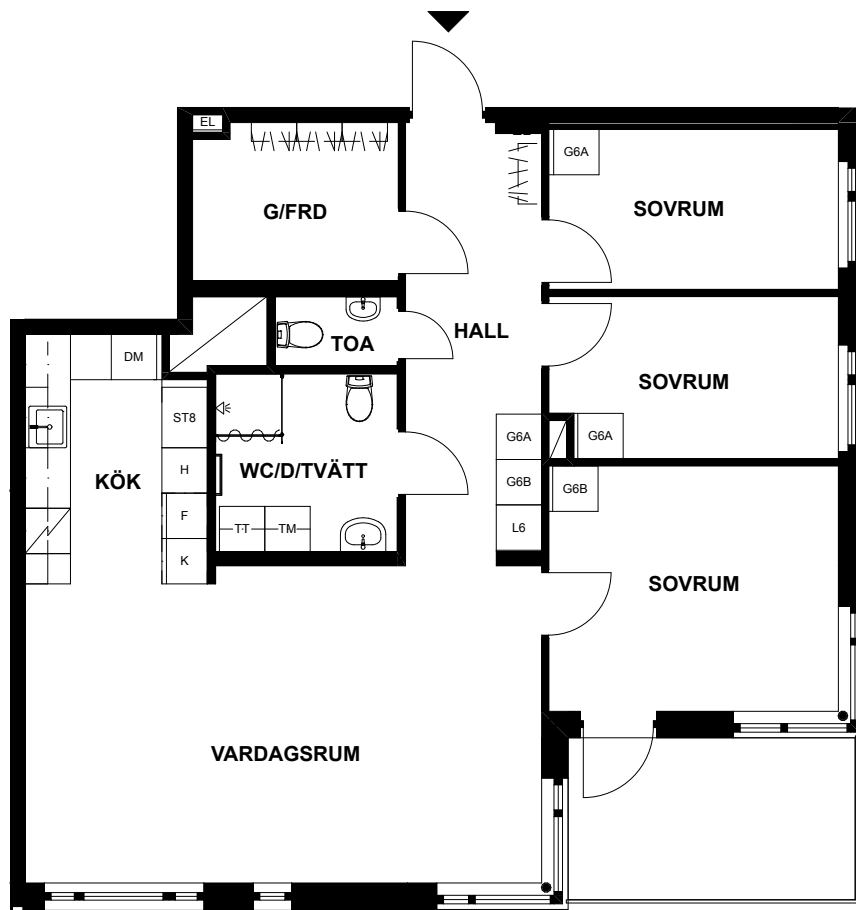 EL
G/FRD
G6A
SOVRUM
TOA
HALL
DM
SOVRUM
ST8
G6A
G6A
KÖK
H
WC/D/TVÄTT
G6B
G6B
F
TT
TM
L6
K
SOVRUM
VARDAGSRUM